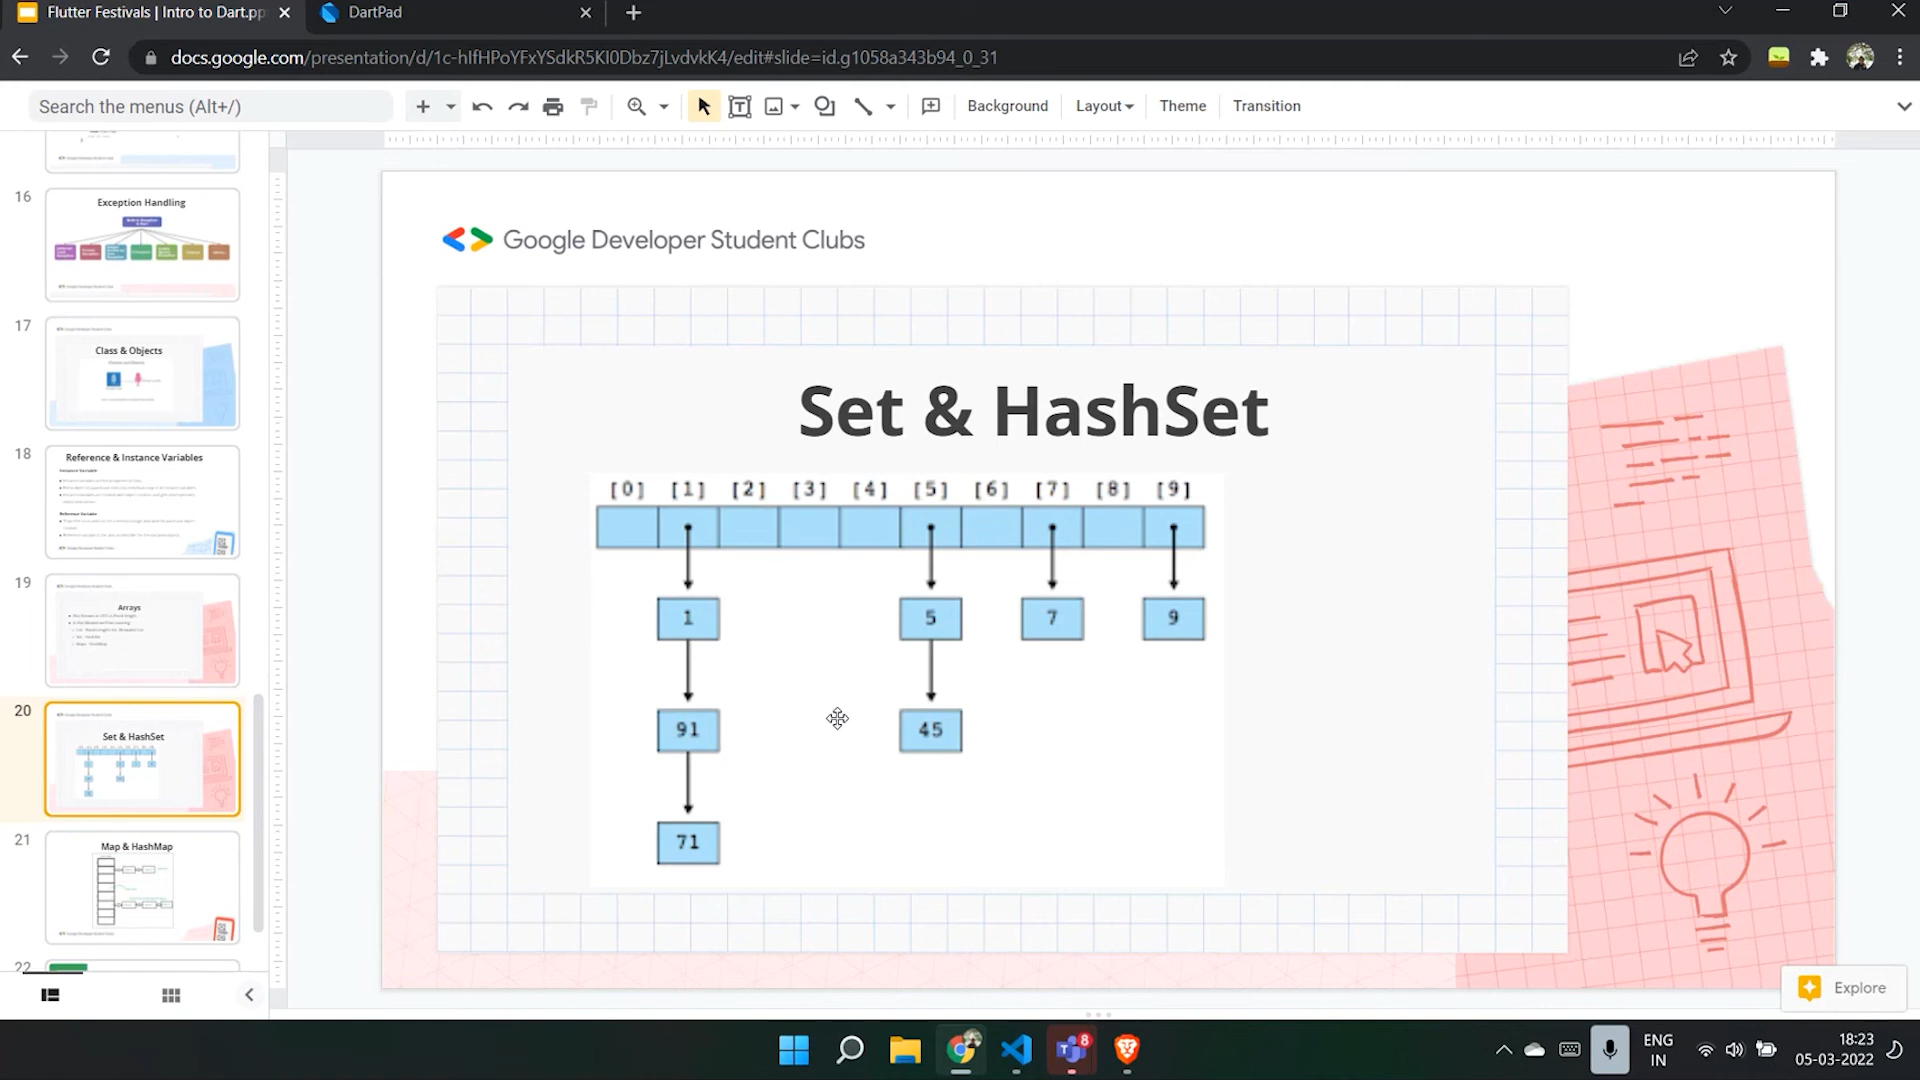 Flutter Festivals | Intro to Dart.pp
DartPad
docs.google.com/presentation/d/1c-hIfHPoYFxYSdkR5KI0Dbz7jLvdvkK4/edit#slide=id.g1058a343b94_0_31
Search the menus (Alt+/)
Background
Layout
Theme
Transition
16
Exception Handling
17
Class & Objects
18
Reference & Instance Variables
19
Arrays
20
Set & HashSet
21
Map & HashMap
22
Google Developer Student Clubs
Set & HashSet
[0] [1] [2] [3] [4] [5] [6] [7] [8] [9]
1 5 7 9
91 45
71
Explore
8
ENG
IN
18:23
05-03-2022